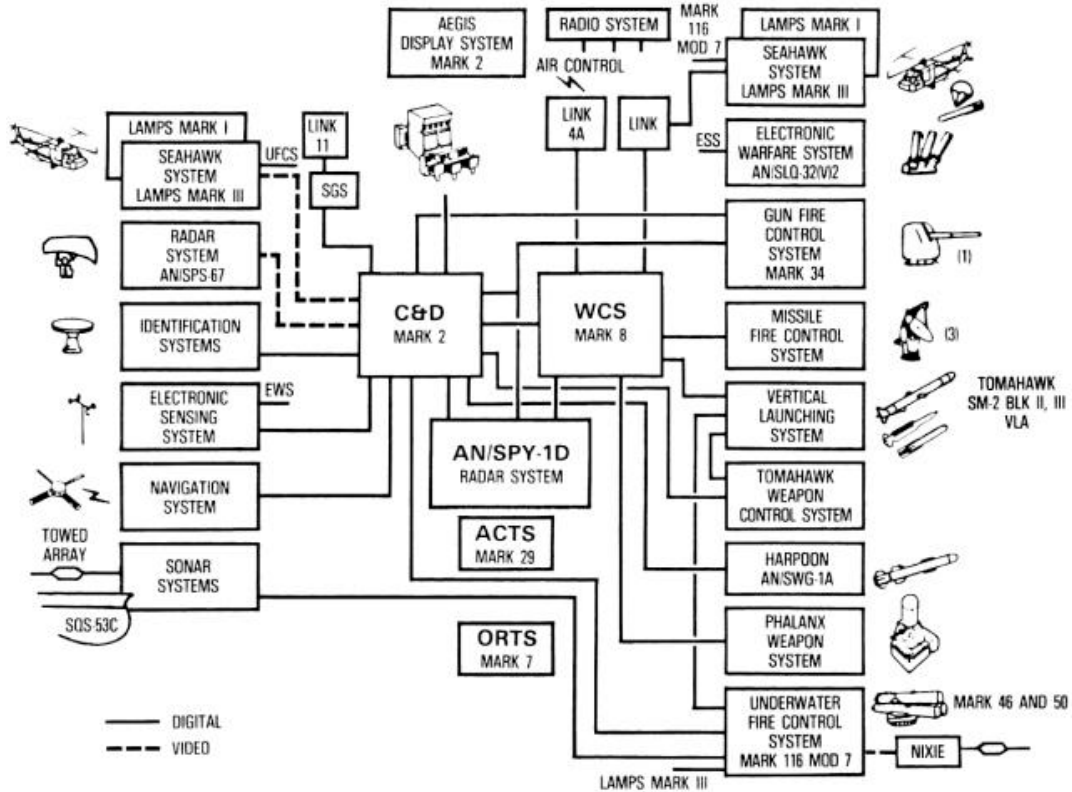 AEGIS
DISPLAY SYSTEM
MARK 2
RADIO SYSTEM
AIR CONTROL
MARK
116
MOD 7
LAMPS MARK I
SEAHAWK
SYSTEM
LAMPS MARK III
LINK
4A
LINK
LAMPS MARK I
SEAHAWK
SYSTEM
LAMPS MARK III
UFCS
LINK
11
SGS
ESS
ELECTRONIC
WARFARE SYSTEM
AN/SLQ-32(V)2
RADAR
SYSTEM
AN/SPS-67
GUN FIRE
CONTROL
SYSTEM
MARK 34
(1)
IDENTIFICATION
SYSTEMS
C&D
MARK 2
WCS
MARK 8
MISSILE
FIRE CONTROL
SYSTEM
(3)
ELECTRONIC
SENSING
SYSTEM
EWS
VERTICAL
LAUNCHING
SYSTEM
TOMAHAWK
SM-2 BLK II, III
VLA
AN/SPY-1D
RADAR SYSTEM
NAVIGATION
SYSTEM
TOMAHAWK
WEAPON
CONTROL SYSTEM
TOWED
ARRAY
SONAR
SYSTEMS
SQS-53C
ACTS
MARK 29
HARPOON
AN/SWG-1A
ORTS
MARK 7
PHALANX
WEAPON
SYSTEM
UNDERWATER
FIRE CONTROL
SYSTEM
MARK 116 MOD 7
MARK 46 AND 50
NIXIE
DIGITAL
VIDEO
LAMPS MARK III